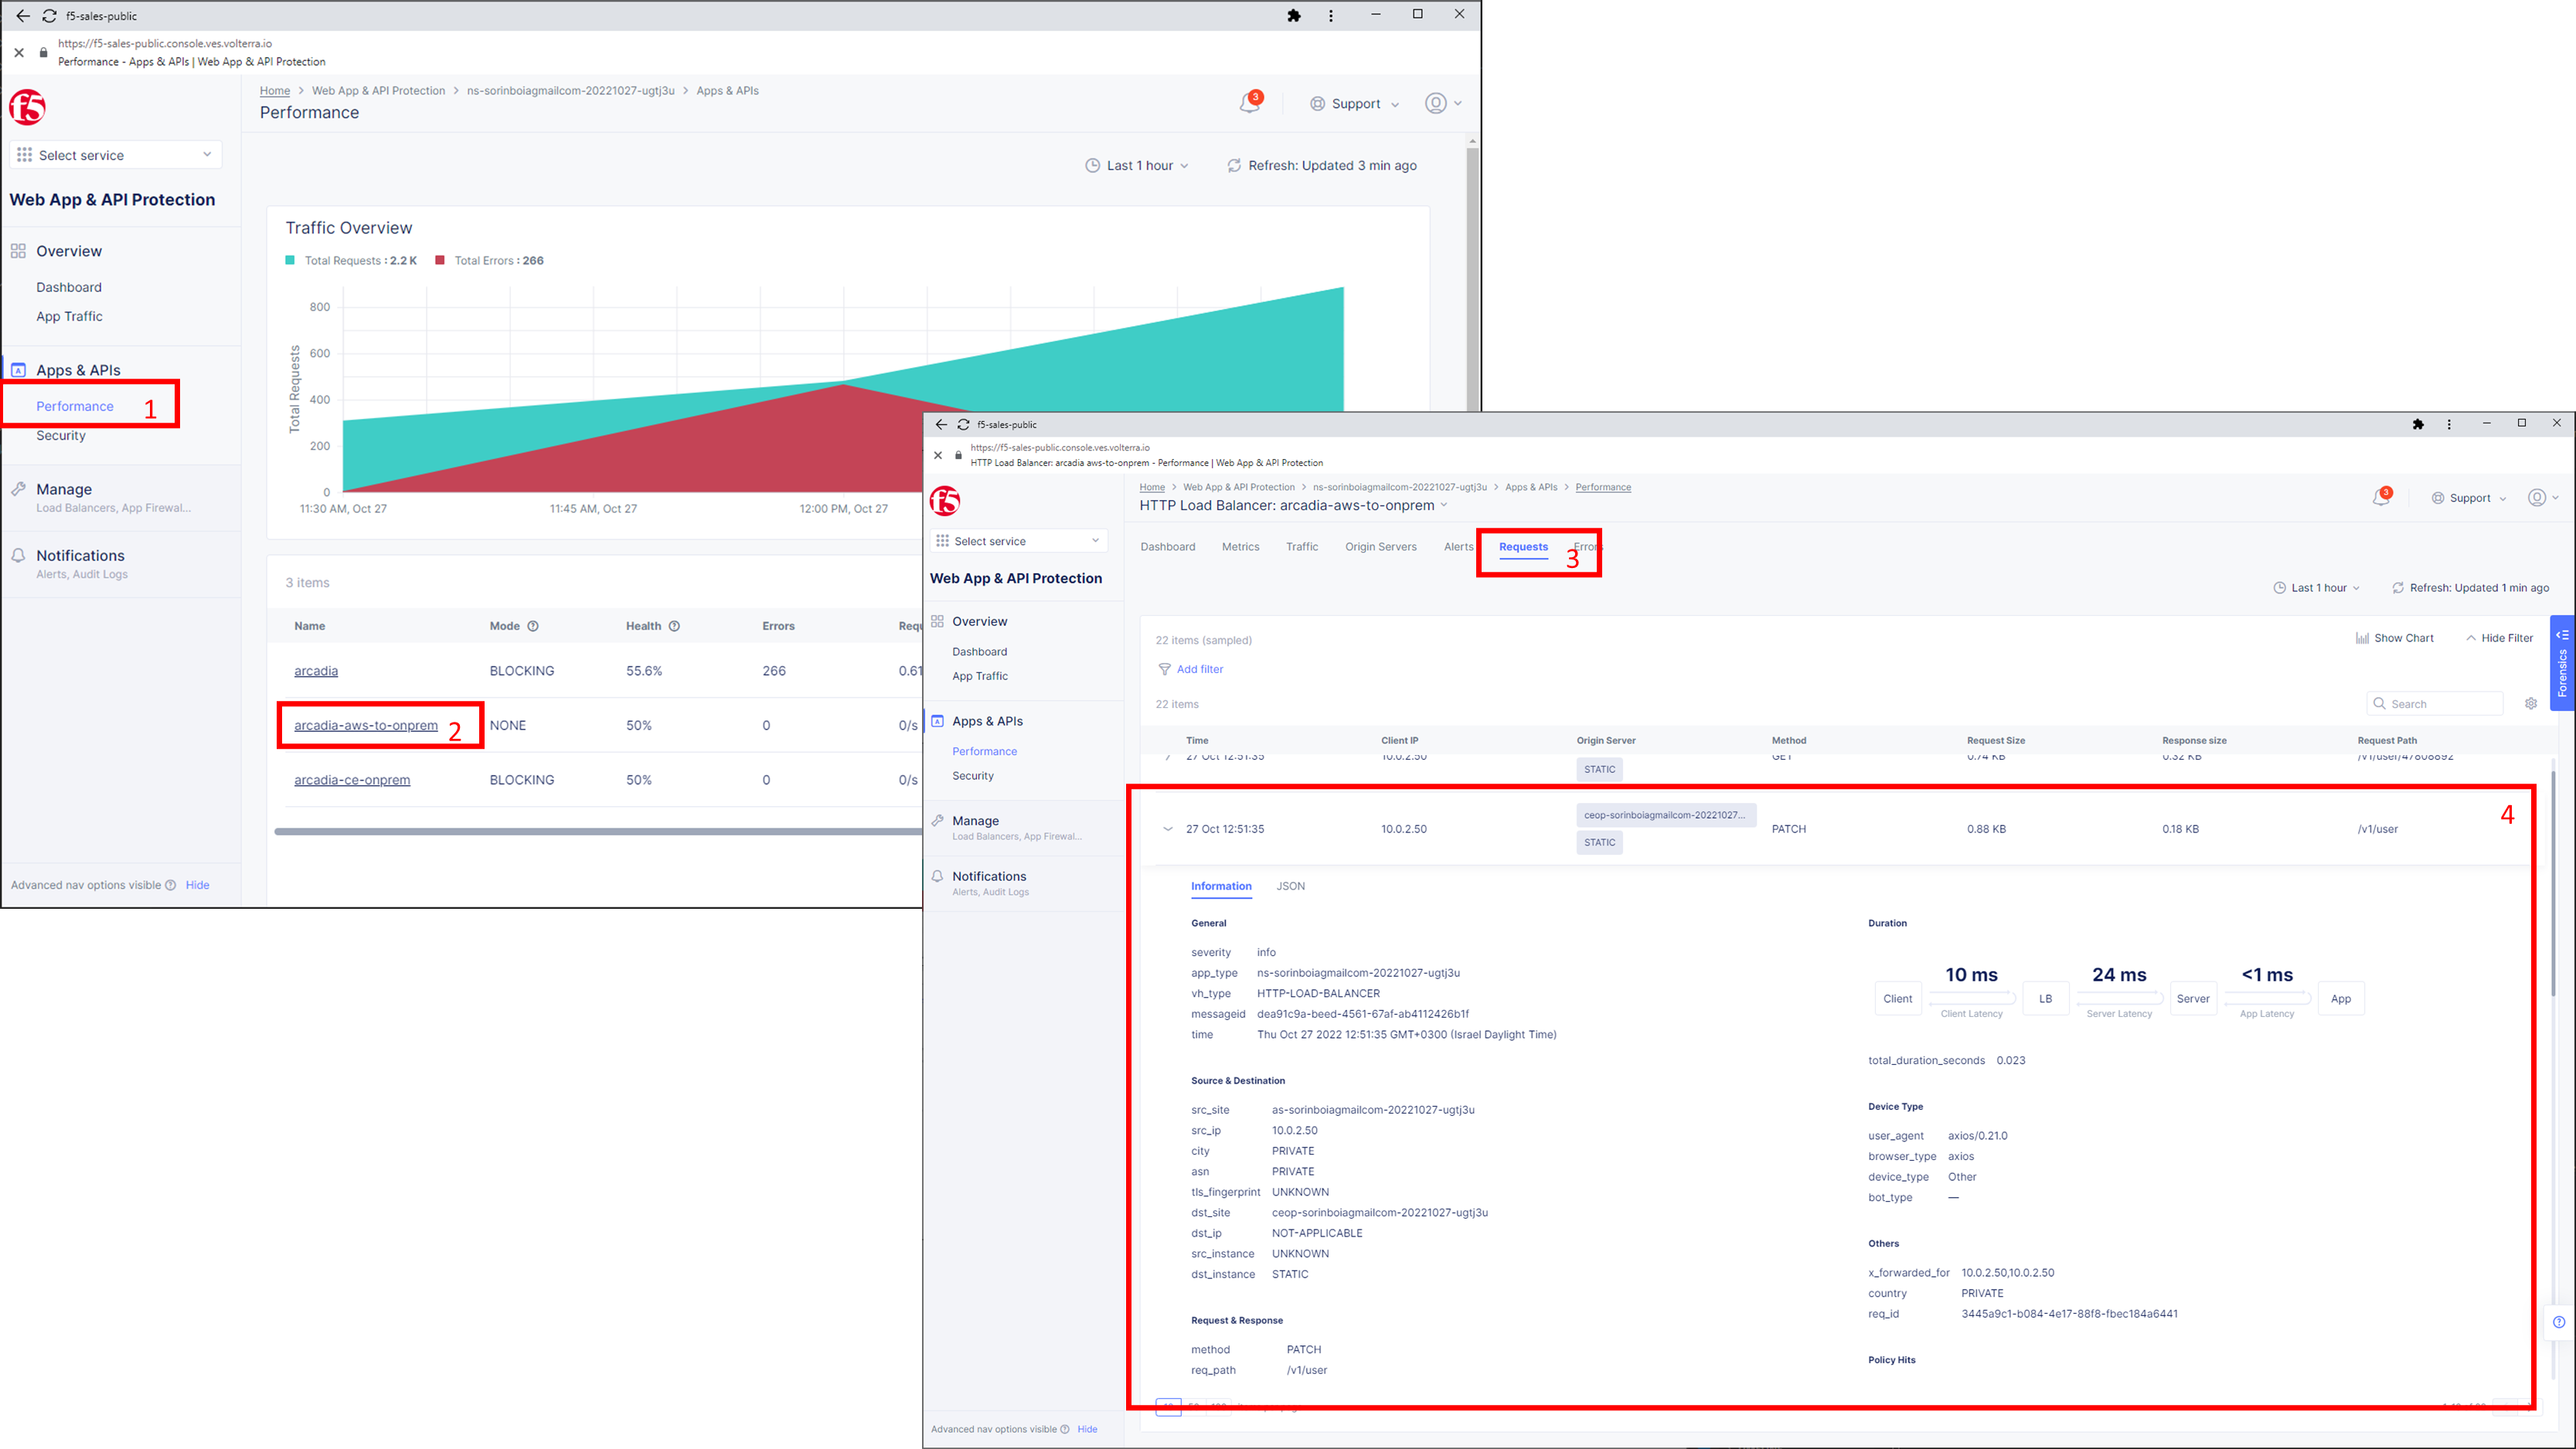 f5-sales-public
https://f5-sales-public.console.ves.volterra.io
Performance - Apps & APIs | Web App & API Protection
f5
Home > Web App & API Protection > ns-sorinboiagmailcom-20221027-ugtj3u > Apps & APIs
Performance
3
Support
Select service
Last 1 hour
Refresh: Updated 3 min ago
Web App & API Protection
Overview
Dashboard
App Traffic
Apps & APIs
Performance 1
Security
Manage
Load Balancers, App Firewal...
Notifications
Alerts, Audit Logs
Advanced nav options visible Hide
Traffic Overview
Total Requests : 2.2 K Total Errors : 266
Total Requests
800
600
400
200
0
11:30 AM, Oct 27 11:45 AM, Oct 27 12:00 PM, Oct 27
3 items
Name Mode Health Errors
arcadia BLOCKING 55.6% 266 0.61
arcadia-aws-to-onprem 2 NONE 50% 0 0/s
arcadia-ce-onprem BLOCKING 50% 0 0/s
f5-sales-public
https://f5-sales-public.console.ves.volterra.io
HTTP Load Balancer: arcadia aws-to-onprem - Performance | Web App & API Protection
f5
Home > Web App & API Protection > ns-sorinboiagmailcom-20221027-ugtj3u > Apps & APIs > Performance
HTTP Load Balancer: arcadia-aws-to-onprem
3
Support
Select service
Dashboard Metrics Traffic Origin Servers Alerts Requests 3 Errors
Last 1 hour
Refresh: Updated 1 min ago
Web App & API Protection
Overview
Dashboard
App Traffic
Apps & APIs
Performance
Security
Manage
Load Balancers, App Firewal...
Notifications
Alerts, Audit Logs
Advanced nav options visible Hide
22 items (sampled)
Show Chart
Hide Filter
Forensics
Add filter
22 items
Search
Time Client IP Origin Server Method Request Size Response size Request Path
27 Oct 12:51:35 10.0.2.50 STATIC GET 0.74 KB 0.32 KB /v1/user/47808892
4
27 Oct 12:51:35 10.0.2.50 ceop-sorinboiagmailcom-20221027... STATIC PATCH 0.88 KB 0.18 KB /v1/user
Information JSON
General
severity info
app_type ns-sorinboiagmailcom-20221027-ugtj3u
vh_type HTTP-LOAD-BALANCER
messageid dea91c9a-beed-4561-67af-ab4112426b1f
time Thu Oct 27 2022 12:51:35 GMT+0300 (Israel Daylight Time)
Source & Destination
src_site as-sorinboiagmailcom-20221027-ugtj3u
src_ip 10.0.2.50
city PRIVATE
asn PRIVATE
tls_fingerprint UNKNOWN
dst_site ceop-sorinboiagmailcom-20221027-ugtj3u
dst_ip NOT-APPLICABLE
src_instance UNKNOWN
dst_instance STATIC
Request & Response
method PATCH
req_path /v1/user
Duration
10 ms 24 ms <1 ms
Client LB Server App
Client Latency Server Latency App Latency
total_duration_seconds 0.023
Device Type
user_agent axios/0.21.0
browser_type axios
device_type Other
bot_type —
Others
x_forwarded_for 10.0.2.50,10.0.2.50
country PRIVATE
req_id 3445a9c1-b084-4e17-88f8-fbec184a6441
Policy Hits